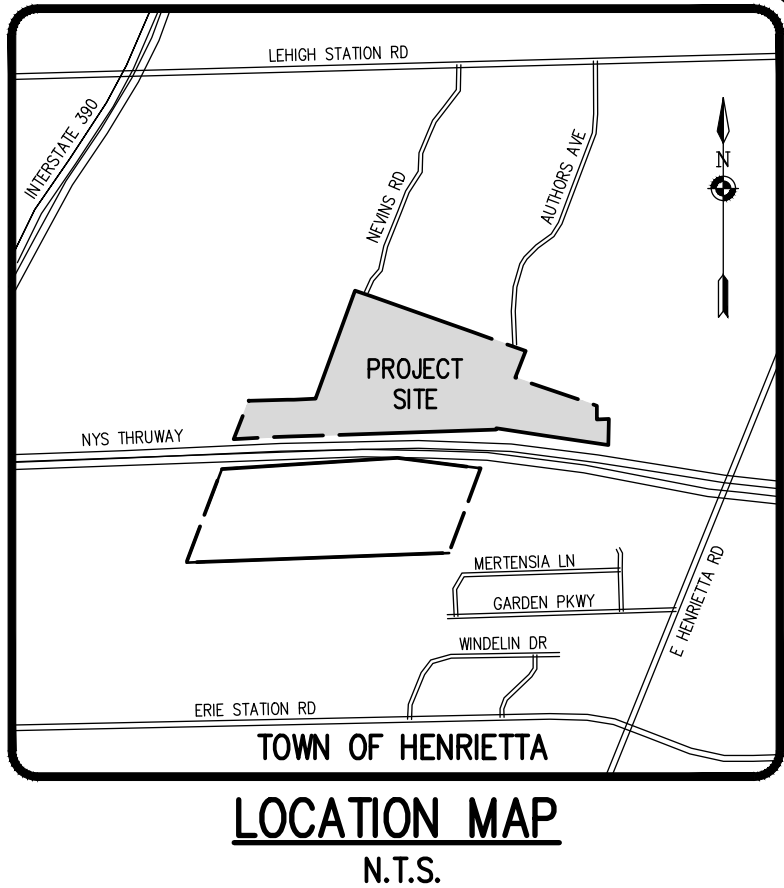 LEHIGH STATION RD
INTERSTATE 390
NEVINS RD
AUTHORS AVE
N
PROJECT
SITE
NYS THRUWAY
MERTENSIA LN
GARDEN PKWY
E HENRIETTA RD
WINDELIN DR
ERIE STATION RD
TOWN OF HENRIETTA
LOCATION MAP
N.T.S.